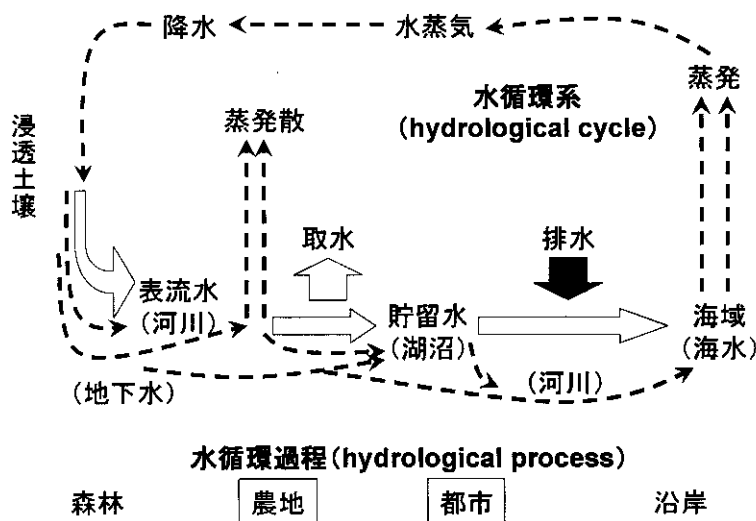 降水
水蒸気
蒸発
水循環系
(hydrological cycle)
蒸発散
浸透土壌
取水
排水
表流水
(河川)
貯留水
(湖沼)
海域
(海水)
(河川)
(地下水)
水循環過程(hydrological process)
森林
農地
都市
沿岸